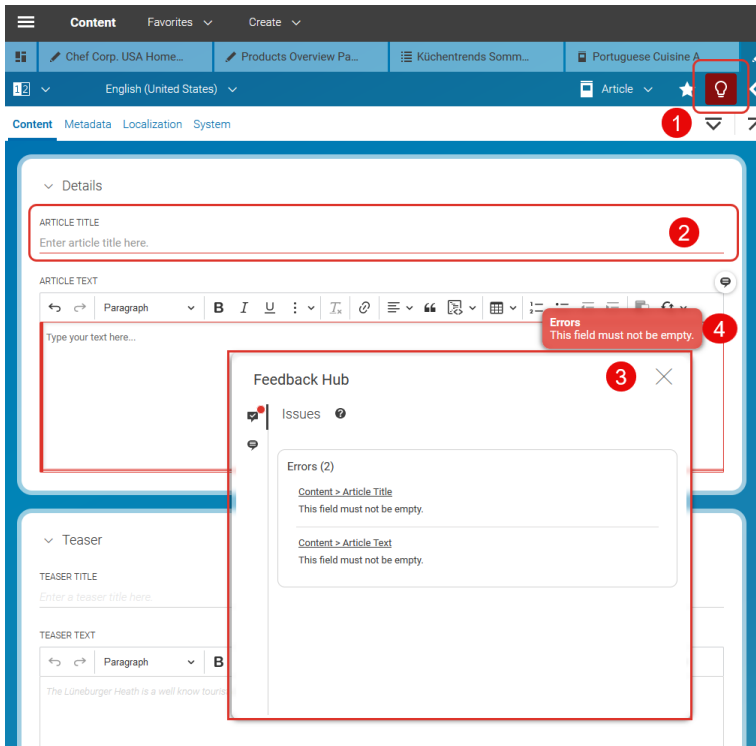 Content Favorites Create
Chef Corp. USA Home... Products Overview Pa... Küchentrends Somm... Portuguese Cuisine A
12 English (United States) Article
Content Metadata Localization System 1
Details
ARTICLE TITLE
Enter article title here. 2
ARTICLE TEXT
Paragraph B I U
Errors
This field must not be empty. 4
Type your text here...
Feedback Hub 3
Issues
Errors (2)
Content > Article Title
This field must not be empty.
Content > Article Text
This field must not be empty.
Teaser
TEASER TITLE
Enter a teaser title here.
TEASER TEXT
Paragraph B
The Lüneburger Heath is a well know